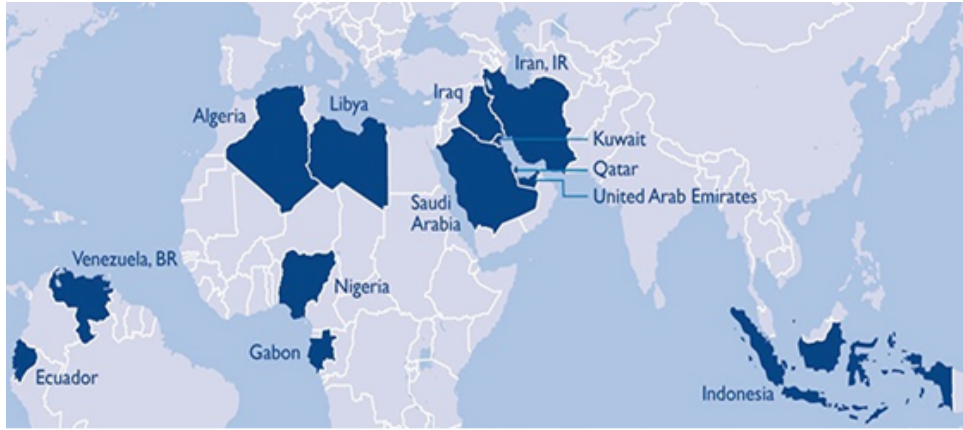 Iran, IR
Iraq
Libya
Algeria
Kuwait
Qatar
United Arab Emirates
Saudi
Arabia
Venezuela, BR
Nigeria
Gabon
Ecuador
Indonesia